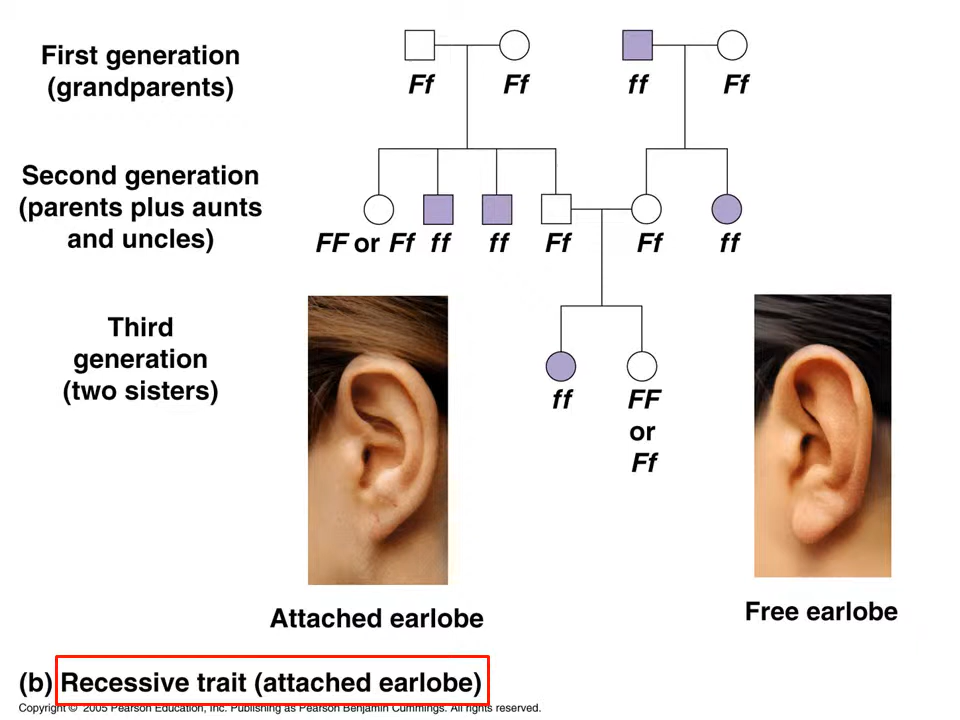 First generation
(grandparents)
Ff Ff ff Ff
Second generation
(parents plus aunts
and uncles)
FF or Ff ff ff Ff Ff ff
Third
generation
(two sisters)
ff FF
or
Ff
Attached earlobe
Free earlobe
(b) Recessive trait (attached earlobe)
Copyright © 2005 Pearson Education, Inc. Publishing as Pearson Benjamin Cummings. All rights reserved.